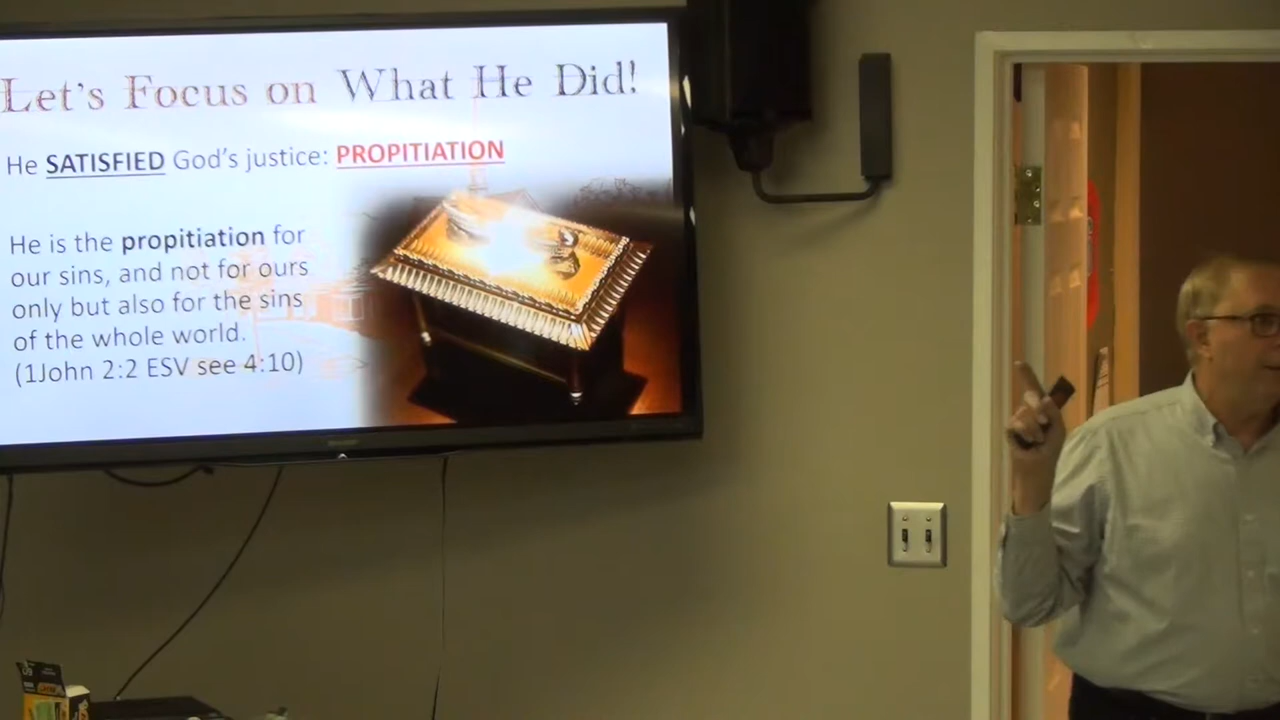 Let's Focus on What He Did!
He SATISFIED God's justice: PROPITIATION
He is the propitiation for
our sins, and not for ours
only but also for the sins
of the whole world.
(1John 2:2 ESV see 4:10)